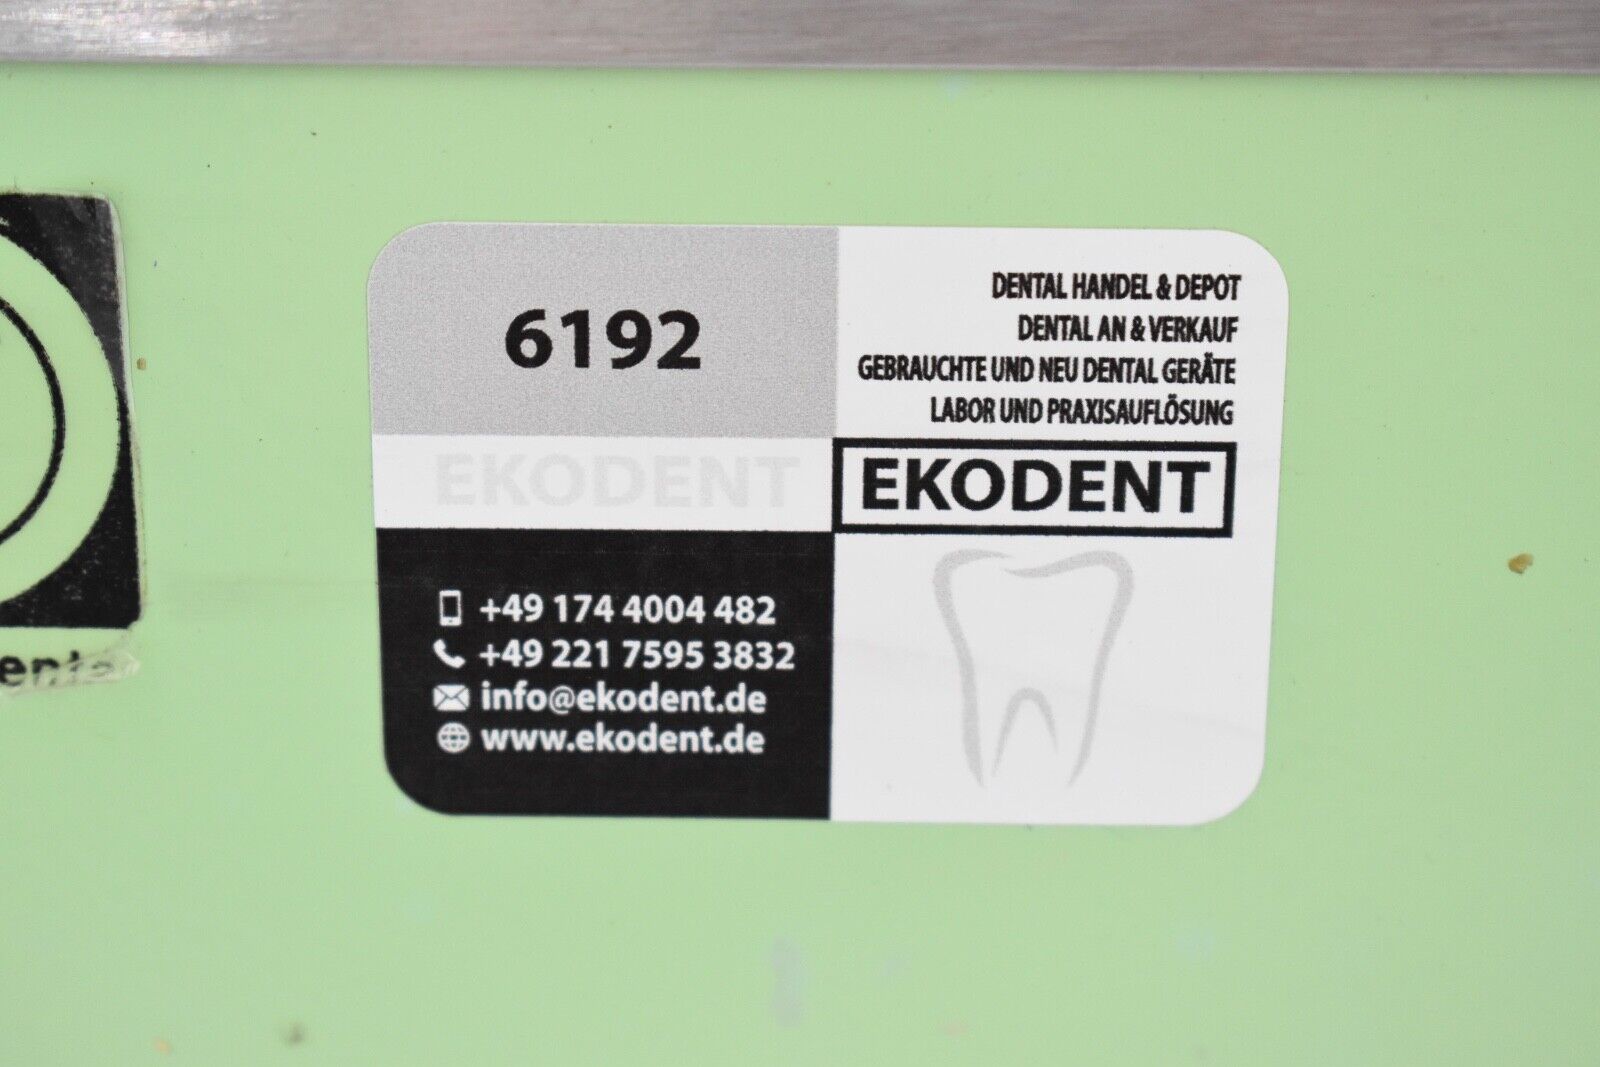 6192
DENTAL HANDEL & DEPOT
DENTAL AN & VERKAUF
GEBRAUCHTE UND NEU DENTAL GERÄTE
LABOR UND PRAXISAUFLÖSUNG
EKODENT
EKODENT
+49 174 4004 482
+49 221 7595 3832
info@ekodent.de
www.ekodent.de